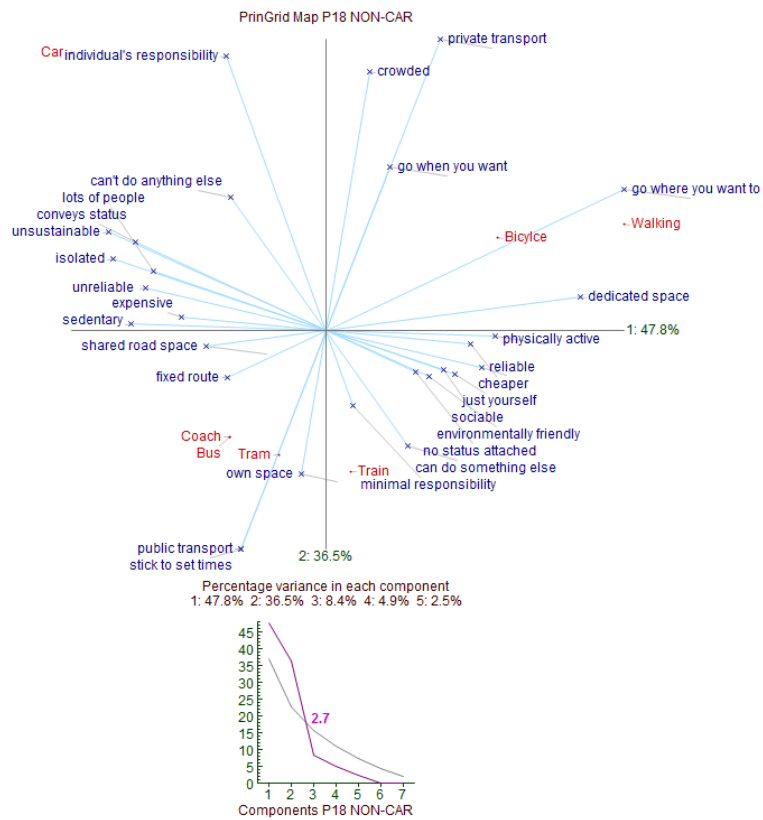 PrinGrid Map P18 NON-CAR
private transport
Car
individual's responsibility
crowded
go when you want
can't do anything else
lots of people
go where you want to
conveys status
Walking
unsustainable
Bicylce
isolated
unreliable
dedicated space
expensive
sedentary
1: 47.8%
physically active
shared road space
reliable
fixed route
cheaper
just yourself
sociable
Coach
environmentally friendly
Bus
Tram
no status attached
Train
can do something else
own space
minimal responsibility
public transport
2: 36.5%
stick to set times
Percentage variance in each component
1: 47.8% 2: 36.5% 3: 8.4% 4: 4.9% 5: 2.5%
45
40
35
30
25
20
2.7
15
10
5
0
1 2 3 4 5 6 7
Components P18 NON-CAR